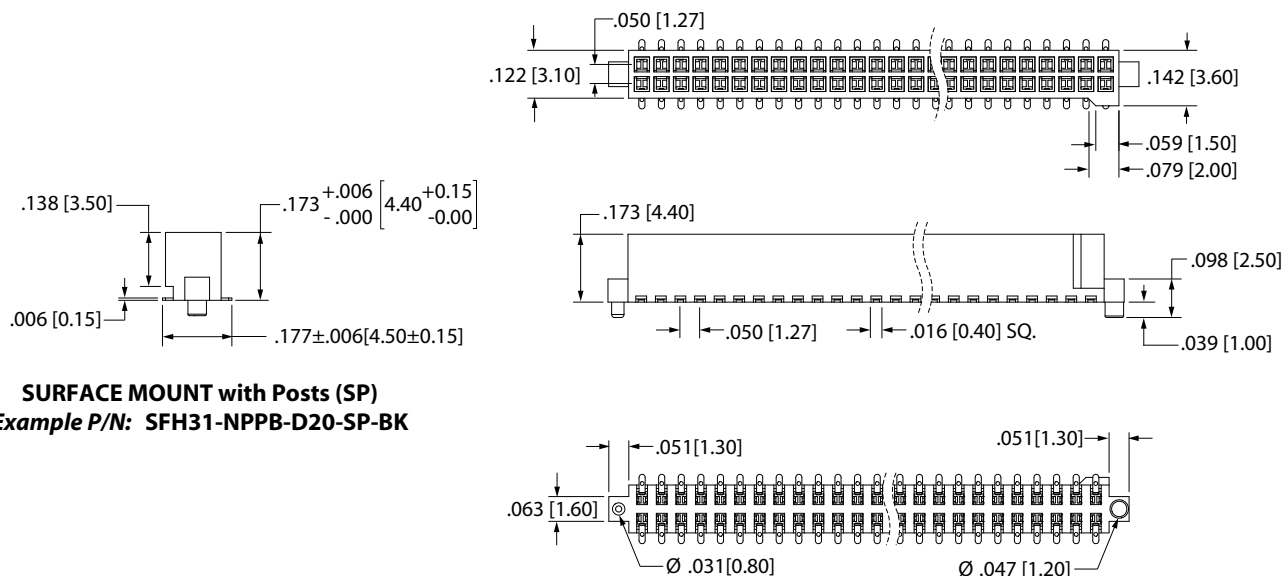 .050 [1.27]
.122 [3.10]
.142 [3.60]
.059 [1.50]
.079 [2.00]
.138 [3.50]
.173 +.006 - .000 [4.40 +0.15 -0.00]
.006 [0.15]
.177±.006[4.50±0.15]
.173 [4.40]
.098 [2.50]
.050 [1.27]
.016 [0.40] SQ.
.039 [1.00]
SURFACE MOUNT with Posts (SP)
Example P/N: SFH31-NPPB-D20-SP-BK
.051[1.30]
.051[1.30]
.063 [1.60]
Ø .031[0.80]
Ø .047 [1.20]